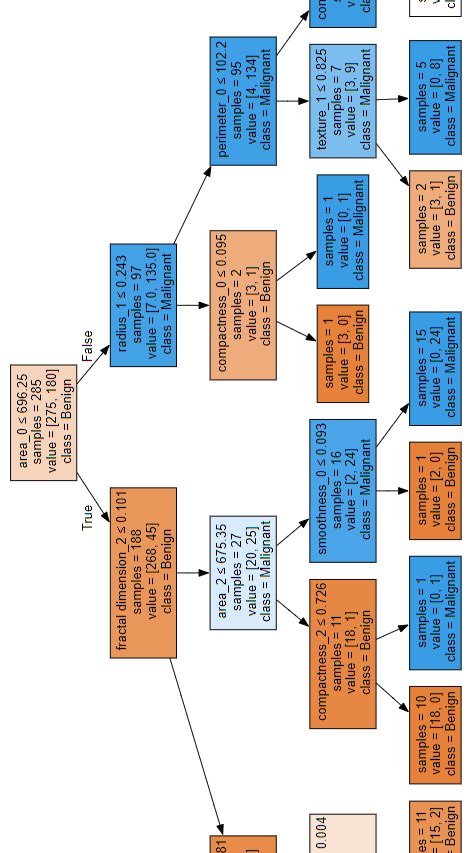 area_0 ≤ 696.25
samples = 285
value = [275, 180]
class = Benign
True
False
fractal dimension_2 ≤ 0.101
samples = 188
value = [268, 45]
class = Benign
radius_1 ≤ 0.243
samples = 97
value = [7.0, 135.0]
class = Malignant
81
]
area_2 ≤ 675.35
samples = 27
value = [20, 25]
class = Malignant
compactness_0 ≤ 0.095
samples = 2
value = [3, 1]
class = Benign
perimeter_0 ≤ 102.2
samples = 95
value = [4, 134]
class = Malignant
0.004
compactness_2 ≤ 0.726
samples = 11
value = [18, 1]
class = Benign
smoothness_0 ≤ 0.093
samples = 16
value = [2, 24]
class = Malignant
samples = 1
value = [3, 0]
class = Benign
samples = 1
value = [0, 1]
class = Malignant
texture_1 ≤ 0.825
samples = 7
value = [3, 9]
class = Malignant
con
s
va
cla
es = 11
= [15, 2]
= Benign
samples = 10
value = [18, 0]
class = Benign
samples = 1
value = [0, 1]
class = Malignant
samples = 1
value = [2, 0]
class = Benign
samples = 15
value = [0, 24]
class = Malignant
samples = 2
value = [3, 1]
class = Benign
samples = 5
value = [0, 8]
class = Malignant
s
v
cl